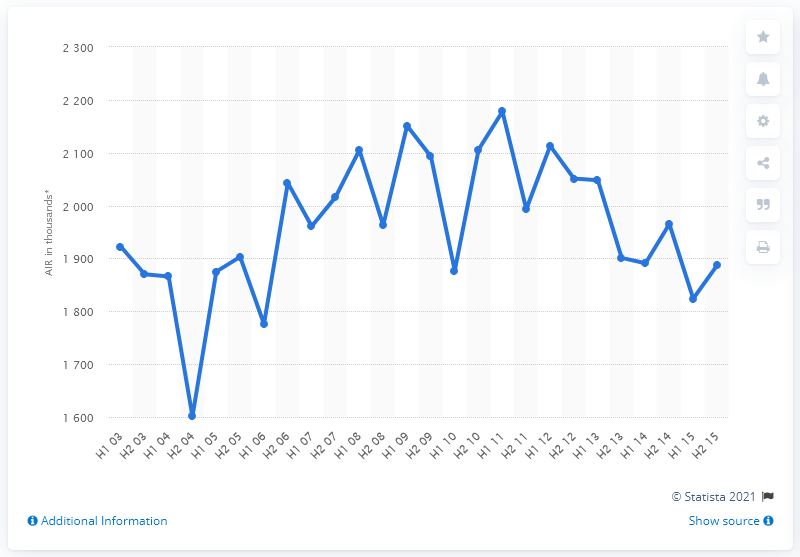 2 300
2 200
2 100
2 000
1 900
1 800
1 700
1 600
AIR in thousands*
H1 03
H2 03
H1 04
H2 04
H1 05
H2 05
H1 06
H2 06
H1 07
H2 07
H1 08
H2 08
H1 09
H2 09
H1 10
H2 10
H1 11
H2 11
H1 12
H2 12
H1 13
H2 13
H1 14
H2 14
H1 15
H2 15
© Statista 2021
Additional Information
Show source